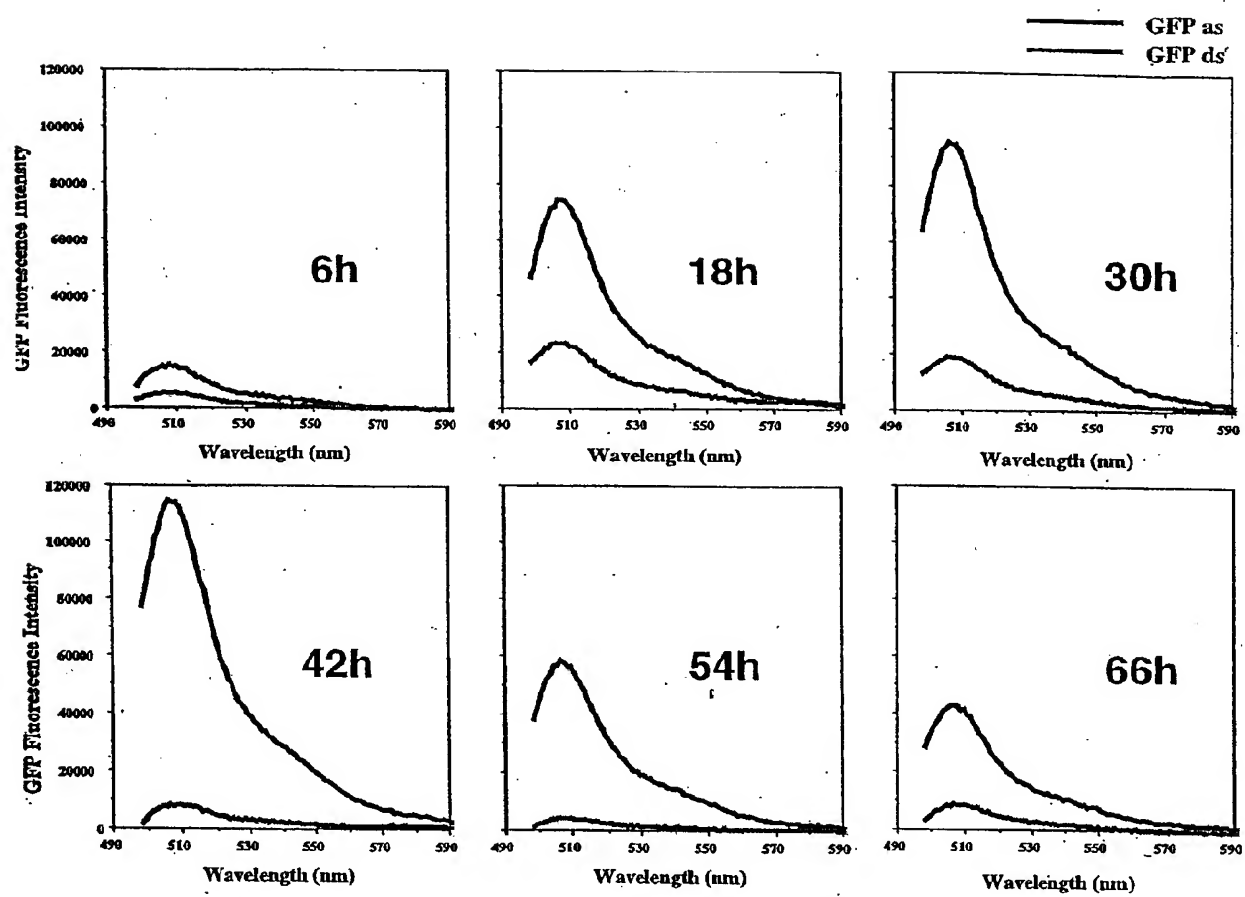 GFP as
GFP ds
120000
100000
80000
60000
40000
20000
0
GFP Fluorescence Intensity
6h
490 510 530 550 570 590
Wavelength (nm)
18h
510 530 550 570 590
Wavelength (nm)
30h
490 510 530 550 570 590
Wavelength (nm)
120000
100000
80000
60000
40000
20000
0
GFP Fluorescence Intensity
42h
490 510 530 550 570 590
Wavelength (nm)
54h
490 510 530 550 570 590
Wavelength (nm)
66h
490 510 530 550 570 590
Wavelength (nm)